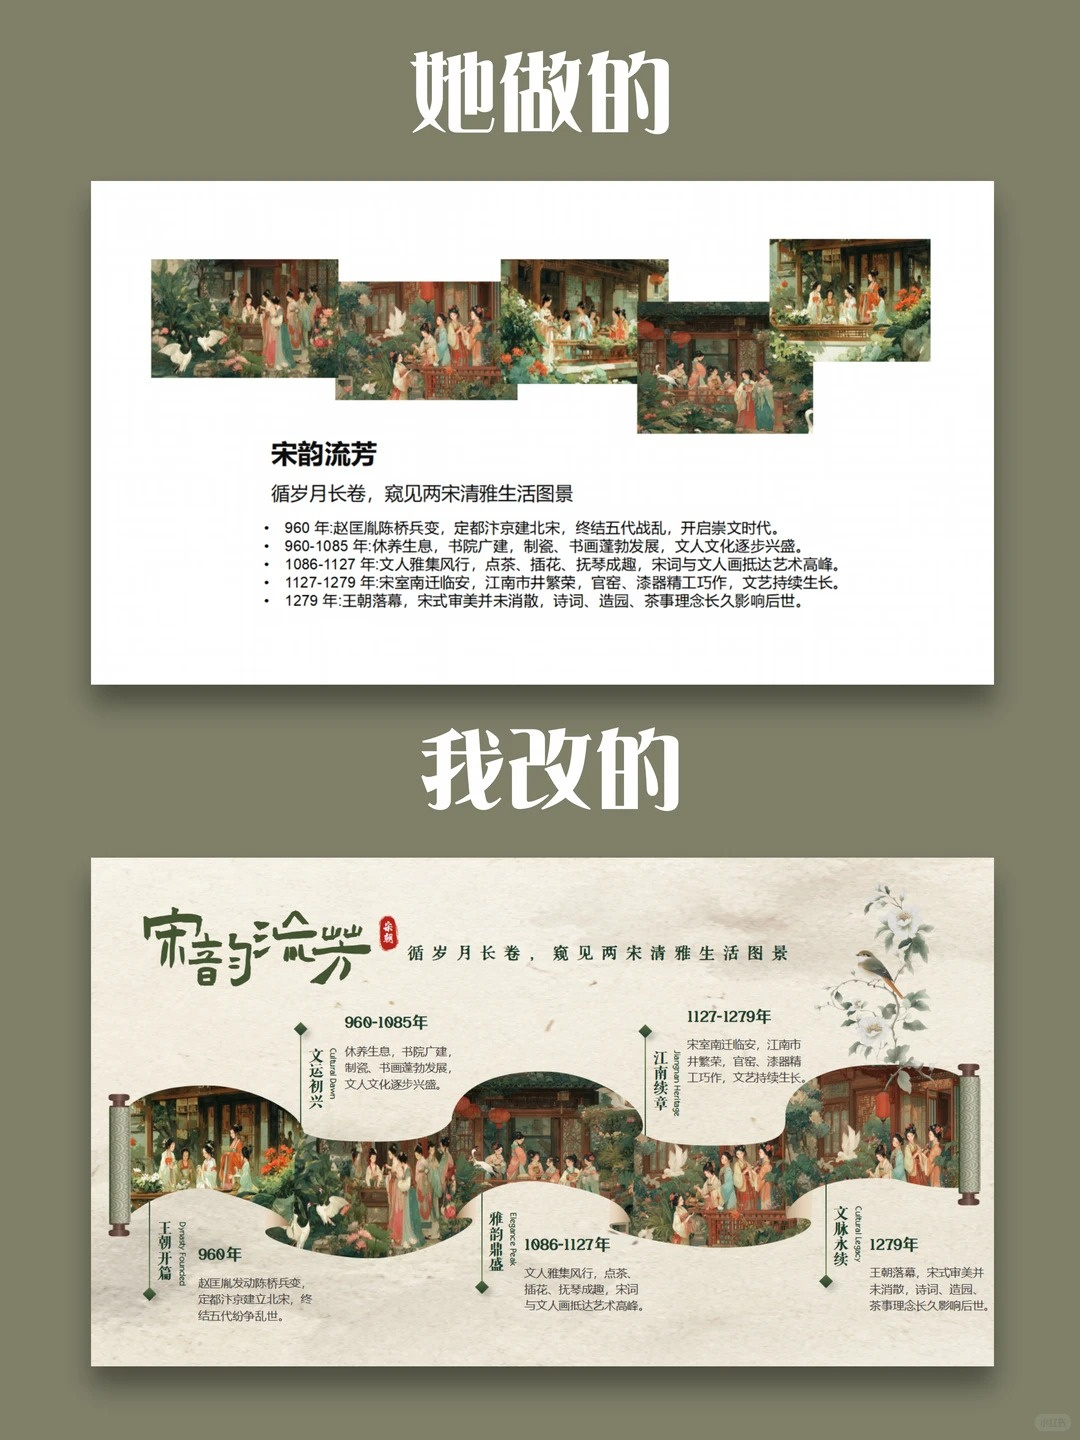 她做的
宋韵流芳
循岁月长卷，窥见两宋清雅生活图景
• 960 年:赵匡胤陈桥兵变，定都汴京建北宋，终结五代战乱，开启崇文时代。
• 960-1085 年:休养生息，书院广建，制瓷、书画蓬勃发展，文人文化逐步兴盛。
• 1086-1127 年:文人雅集风行，点茶、插花、抚琴成趣，宋词与文人画抵达艺术高峰。
• 1127-1279 年:宋室南迁临安，江南市井繁荣，官窑、漆器精工巧作，文艺持续生长。
• 1279 年:王朝落幕，宋式审美并未消散，诗词、造园、茶事理念长久影响后世。
我改的
宋韵流芳
宋朝
循岁月长卷，窥见两宋清雅生活图景
960-1085年
文运初兴
Cultural Dawn
休养生息，书院广建，
制瓷、书画蓬勃发展，
文人文化逐步兴盛。
1127-1279年
江南续章
Jiangnan Heritage
宋室南迁临安，江南市
井繁荣，官窑、漆器精
工巧作，文艺持续生长。
王朝开篇
Dynasty Founded
960年
赵匡胤发动陈桥兵变，
定都汴京建立北宋，终
结五代纷争乱世。
雅韵鼎盛
Elegance Peak
1086-1127年
文人雅集风行，点茶、
插花、抚琴成趣，宋词
与文人画抵达艺术高峰。
文脉永续
Cultural Legacy
1279年
王朝落幕，宋式审美并
未消散，诗词、造园、
茶事理念长久影响后世。
小红书